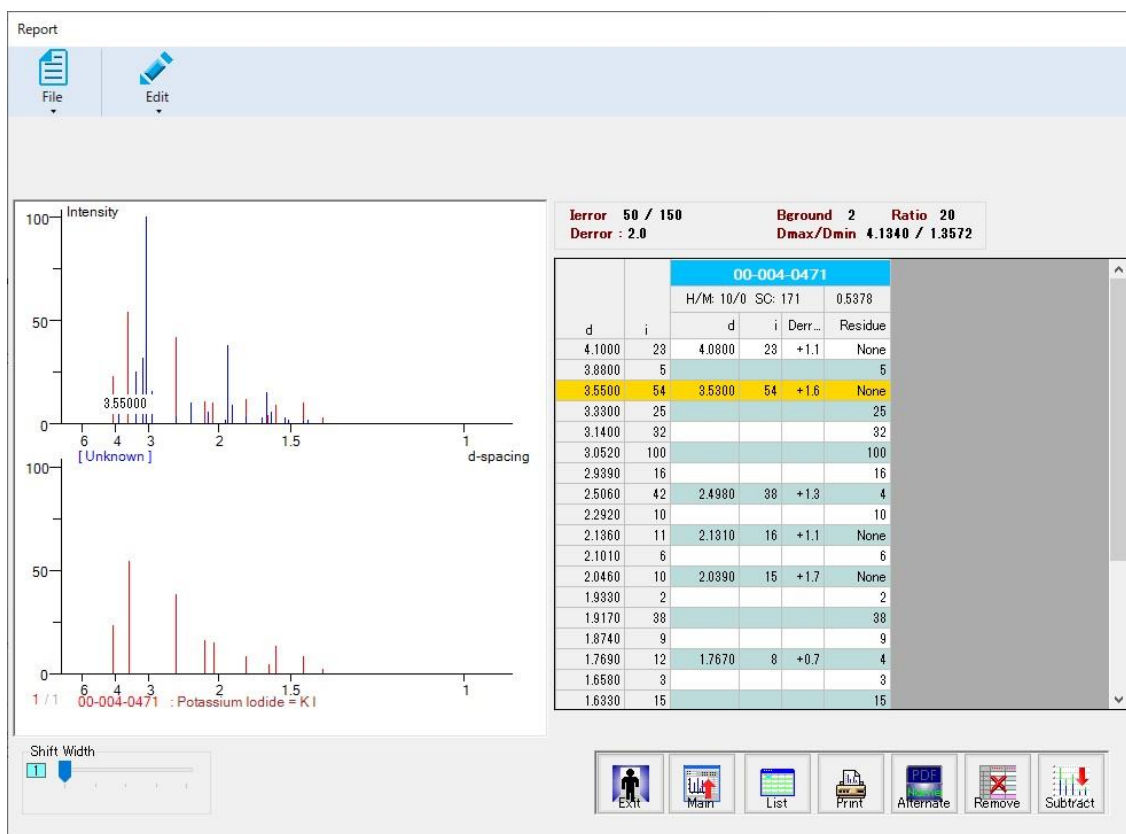 Report
File
Edit
Intensity
100
50
0
3.55000
6 4 3 2 1.5 1
[ Unknown ] d-spacing
100
50
0
6 4 3 2 1.5 1
1 / 1 00-004-0471 : Potassium Iodide = K I
Ierror 50 / 150 Bground 2 Ratio 20
Derror : 2.0 Dmax/Dmin 4.1340 / 1.3572
00-004-0471
H/M: 10/0 SC: 171 0.5378
d i d i Derr... Residue
4.1000 23 4.0800 23 +1.1 None
3.8800 5 5
3.5500 54 3.5300 54 +1.6 None
3.3300 25 25
3.1400 32 32
3.0520 100 100
2.9390 16 16
2.5060 42 2.4980 38 +1.3 4
2.2920 10 10
2.1360 11 2.1310 16 +1.1 None
2.1010 6 6
2.0460 10 2.0390 15 +1.7 None
1.9330 2 2
1.9170 38 38
1.8740 9 9
1.7690 12 1.7670 8 +0.7 4
1.6580 3 3
1.6330 15 15
Shift Width
1
Exit
Main
List
Print
PDF
Alternate
Remove
Subtract